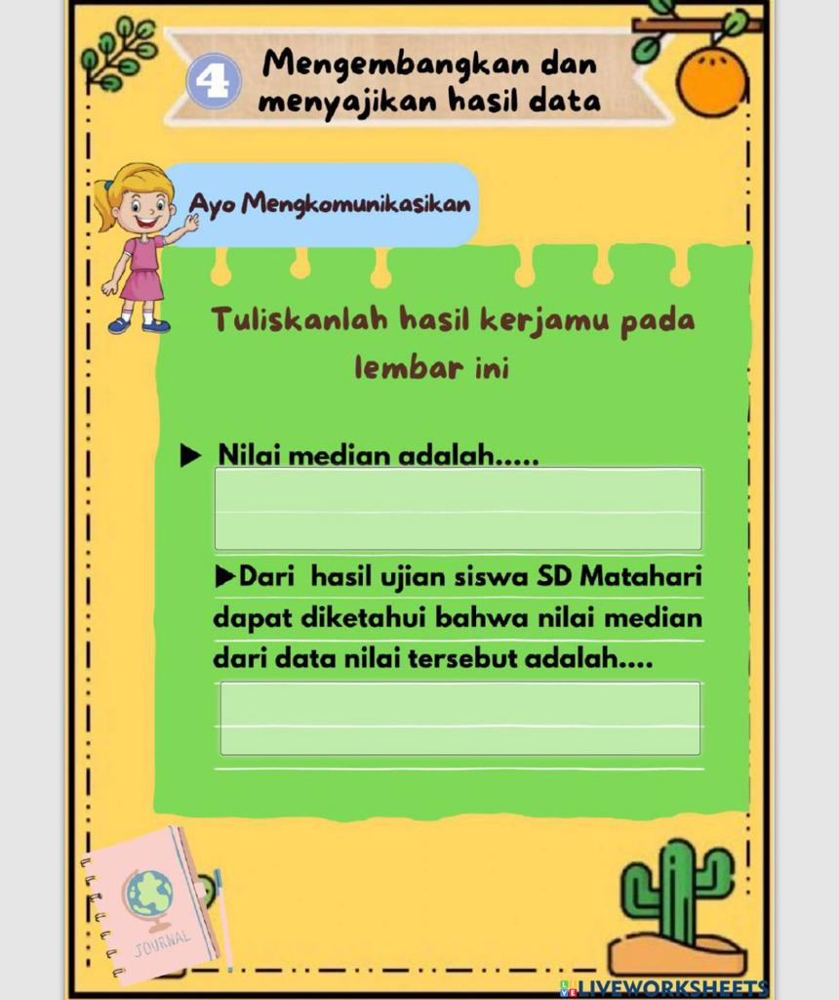 4
Mengembangkan dan
menyajikan hasil data
Ayo Mengkomunikasikan
Tuliskanlah hasil kerjamu pada
lembar ini
▶ Nilai median adalah.....
▶Dari hasil ujian siswa SD Matahari
dapat diketahui bahwa nilai median
dari data nilai tersebut adalah....
JOURNAL
LIVE LIVEWORKSHEETS